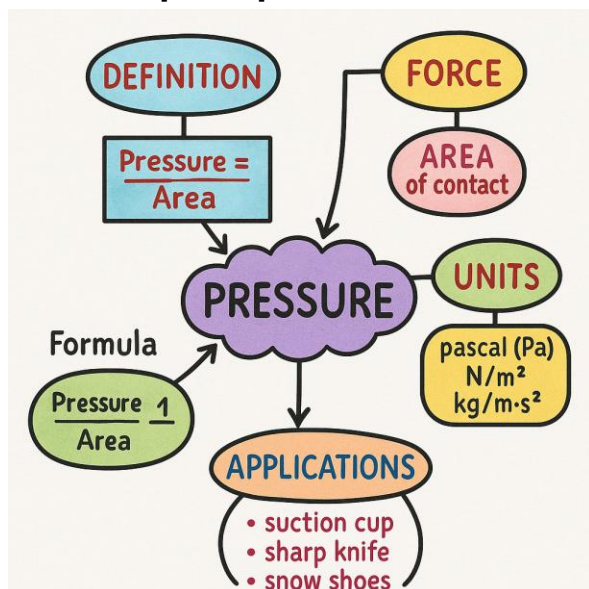 DEFINITION
Pressure =
Area
FORCE
AREA
of contact
PRESSURE
UNITS
pascal (Pa)
N/m²
kg/m·s²
Formula
Pressure 1
Area
APPLICATIONS
• suction cup
• sharp knife
• snow shoes